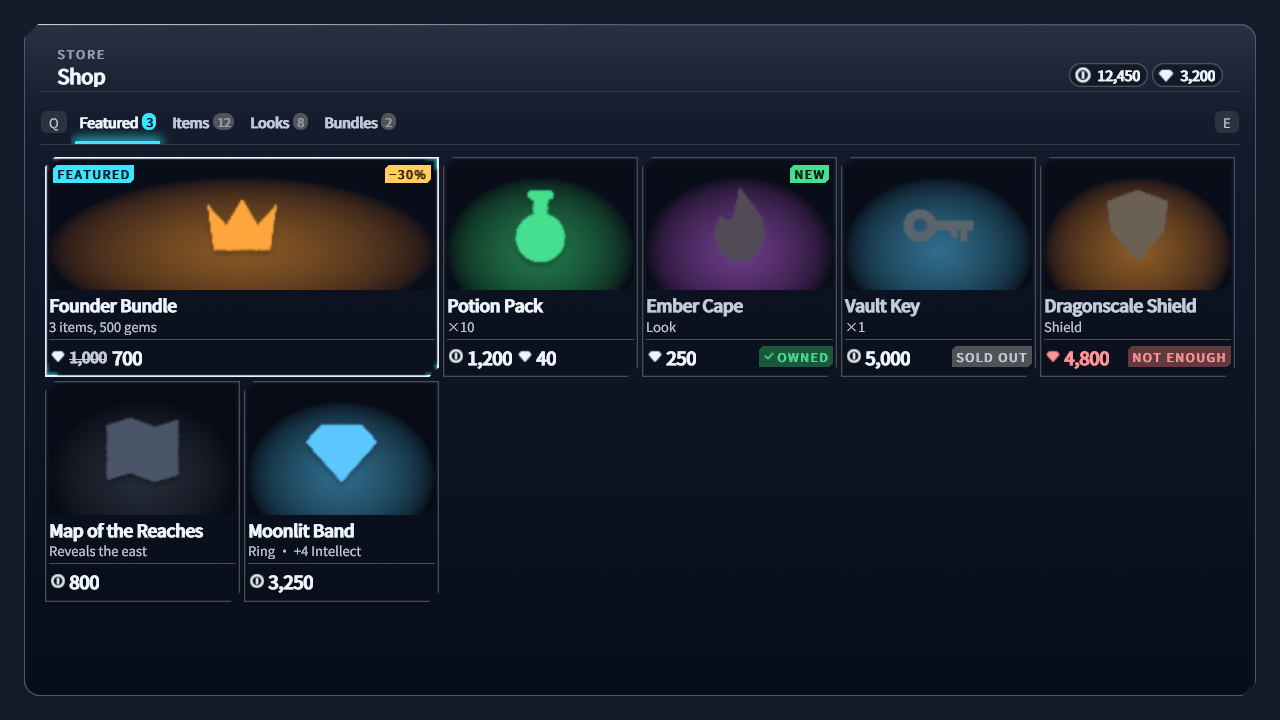 STORE
Shop
12,450 3,200
Q Featured 3 Items 12 Looks 8 Bundles 2 E
FEATURED −30%
Founder Bundle
3 items, 500 gems
1,000 700
Potion Pack
×10
1,200 40
NEW
Ember Cape
Look
250 OWNED
Vault Key
×1
5,000 SOLD OUT
Dragonscale Shield
Shield
4,800 NOT ENOUGH
Map of the Reaches
Reveals the east
800
Moonlit Band
Ring • +4 Intellect
3,250